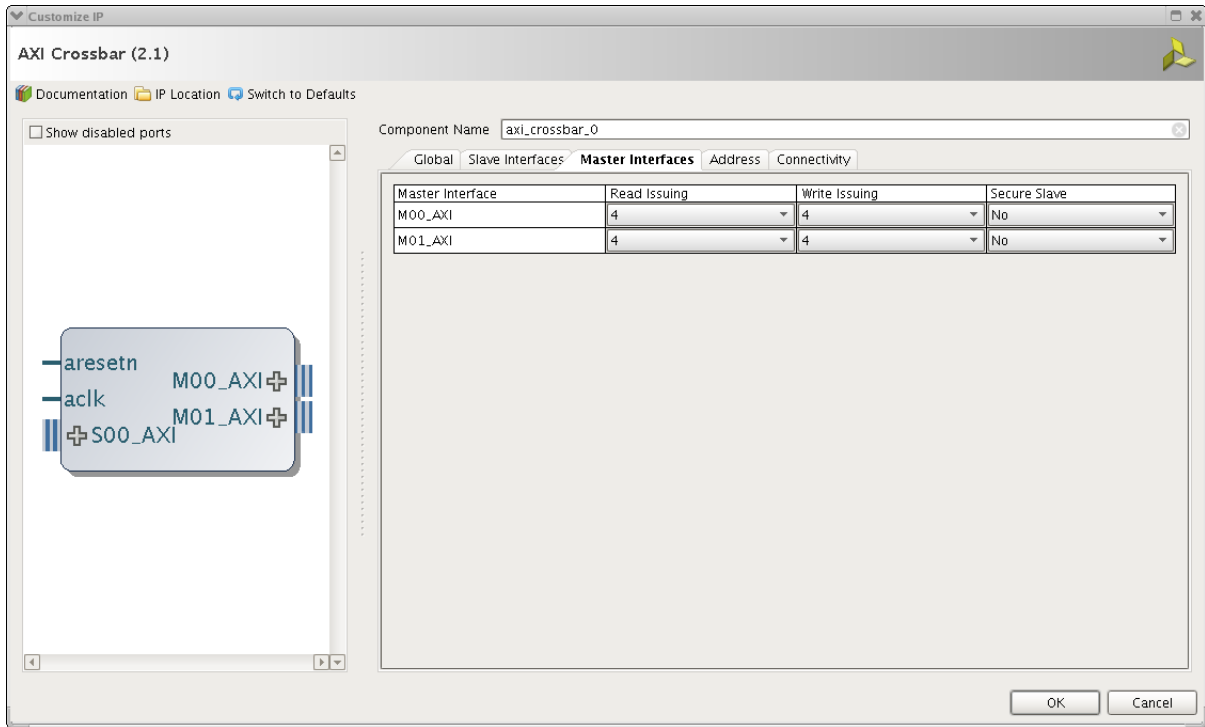 Customize IP
AXI Crossbar (2.1)
Documentation IP Location Switch to Defaults
Show disabled ports
aresetn
M00_AXI
aclk
M01_AXI
S00_AXI
Component Name axi_crossbar_0
Global Slave Interfaces Master Interfaces Address Connectivity
Master Interface Read Issuing Write Issuing Secure Slave
M00_AXI 4 4 No
M01_AXI 4 4 No
OK Cancel